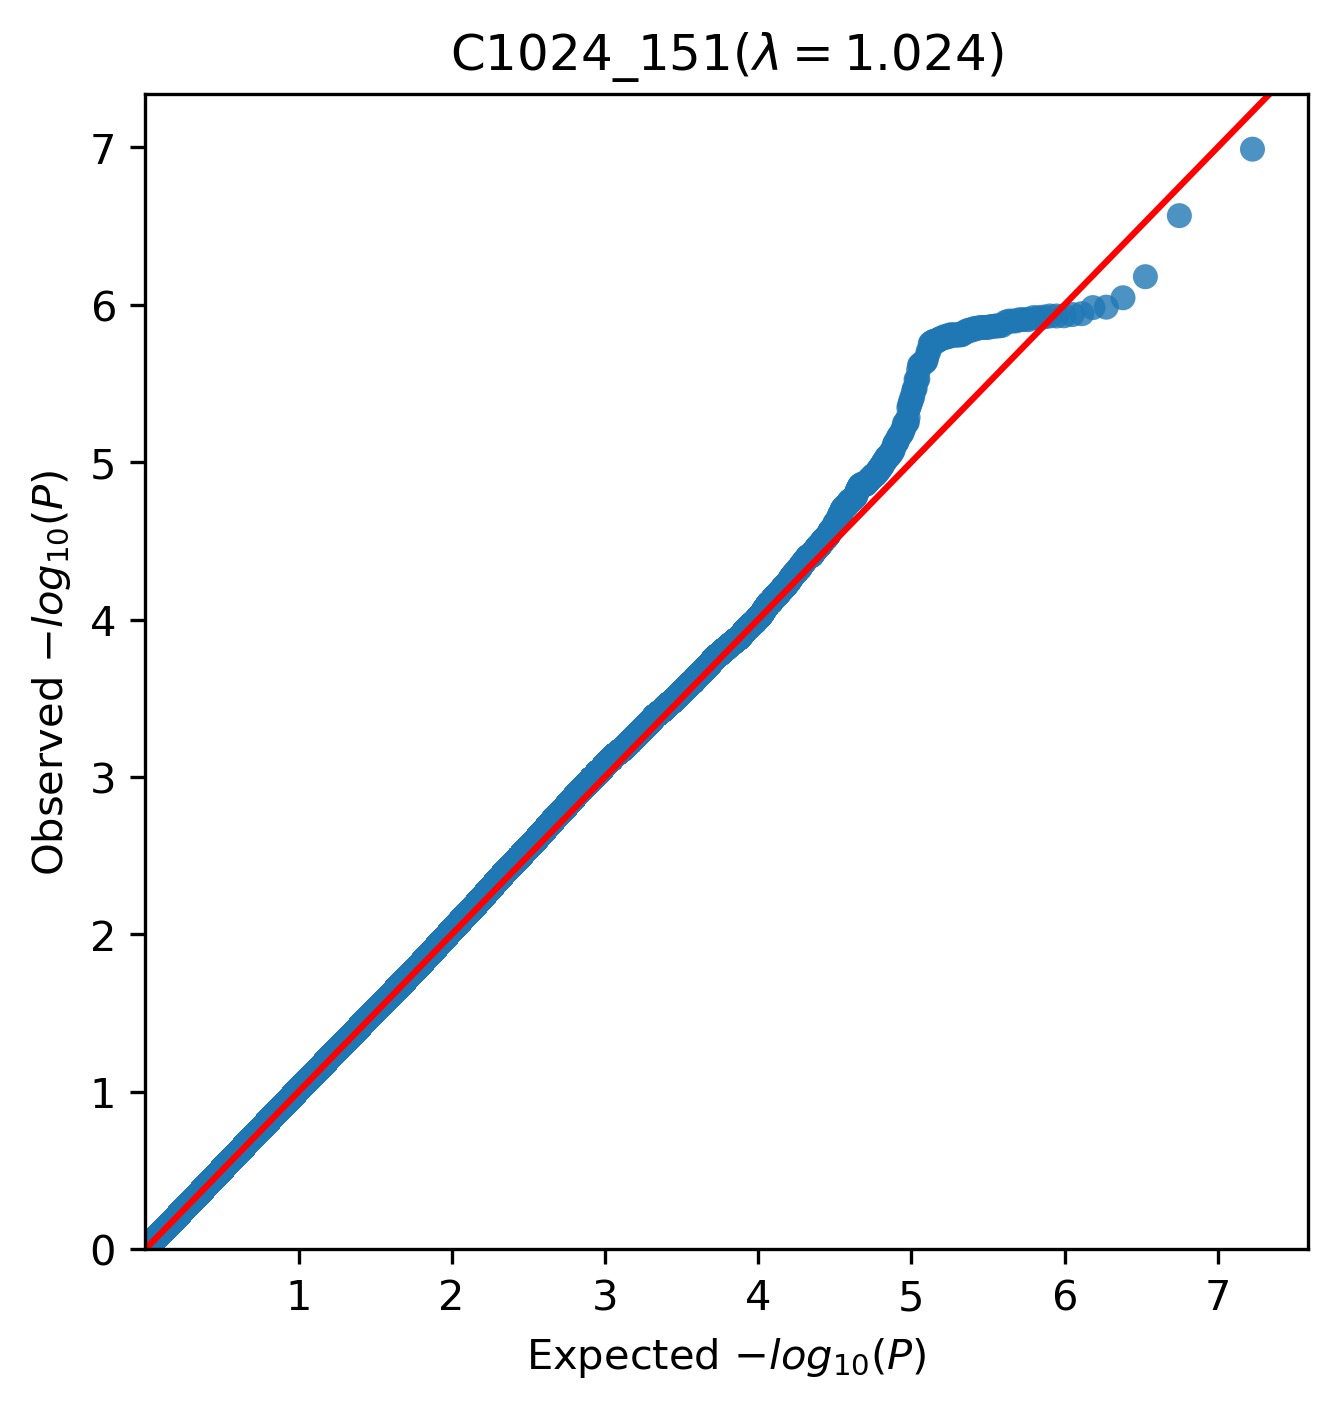 C1024_151(λ = 1.024)
Observed −log₁₀(P)
7
6
5
4
3
2
1
0
1 2 3 4 5 6 7
Expected −log₁₀(P)